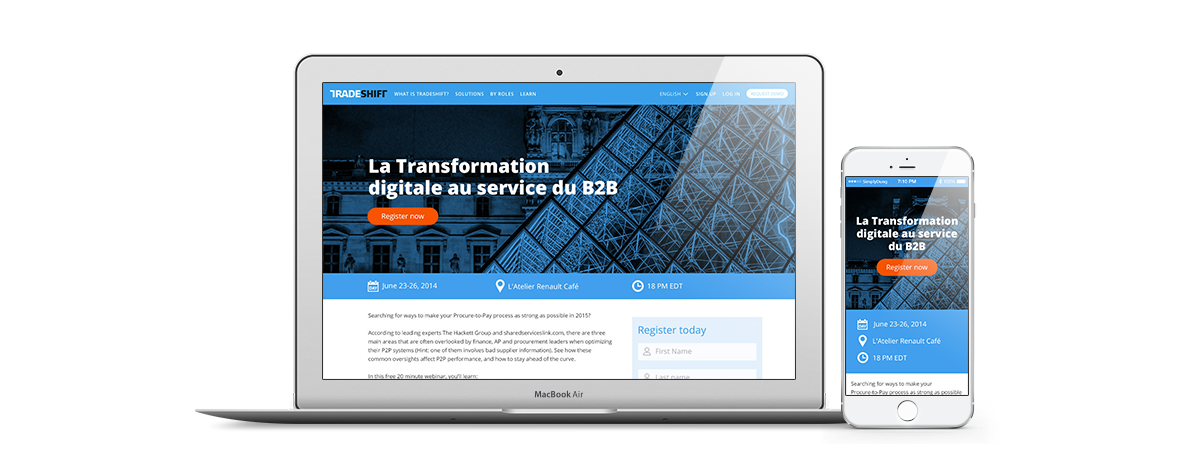 TRADESHIFT WHAT IS TRADESHIFT? SOLUTIONS BY ROLES LEARN ENGLISH SIGN UP LOG IN REQUEST DEMO
La Transformation
digitale au service du B2B
Register now
June 23-26, 2014 L'Atelier Renault Café 18 PM EDT
Searching for ways to make your Procure-to-Pay process as strong as possible in 2015?
According to leading experts The Hackett Group and sharedserviceslink.com, there are three
main areas that are often overlooked by finance, AP and procurement leaders when optimizing
their P2P systems (Hint: one of them involves bad supplier information). See how these
common oversights affect P2P performance, and how to stay ahead of the curve.
In this free 20 minute webinar, you'll learn:
Register today
First Name
Last name
MacBook Air
7:10 PM
La Transformation
digitale au service
du B2B
Register now
June 23-26, 2014
L'Atelier Renault Café
18 PM EDT
Searching for ways to make your
Procure-to-Pay process as strong as possible